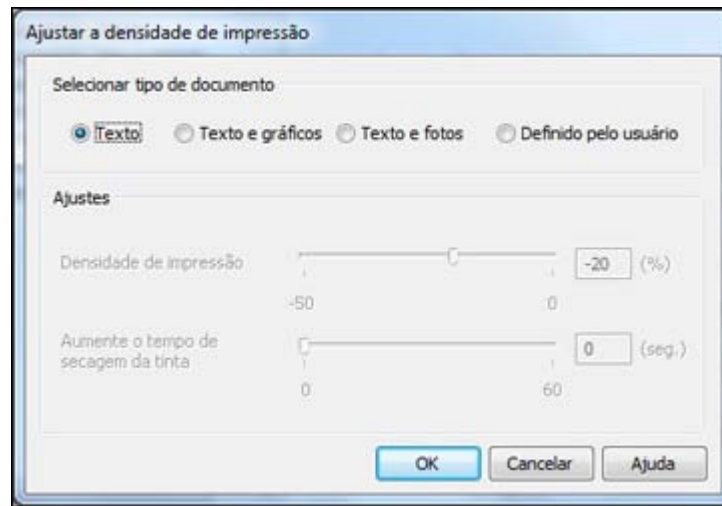 Ajustar a densidade de impressão
Selecionar tipo de documento
Texto Texto e gráficos Texto e fotos Definido pelo usuário
Ajustes
Densidade de impressão -20 (%)
-50 0
Aumente o tempo de
secagem da tinta 0 (seg.)
0 60
OK Cancelar Ajuda